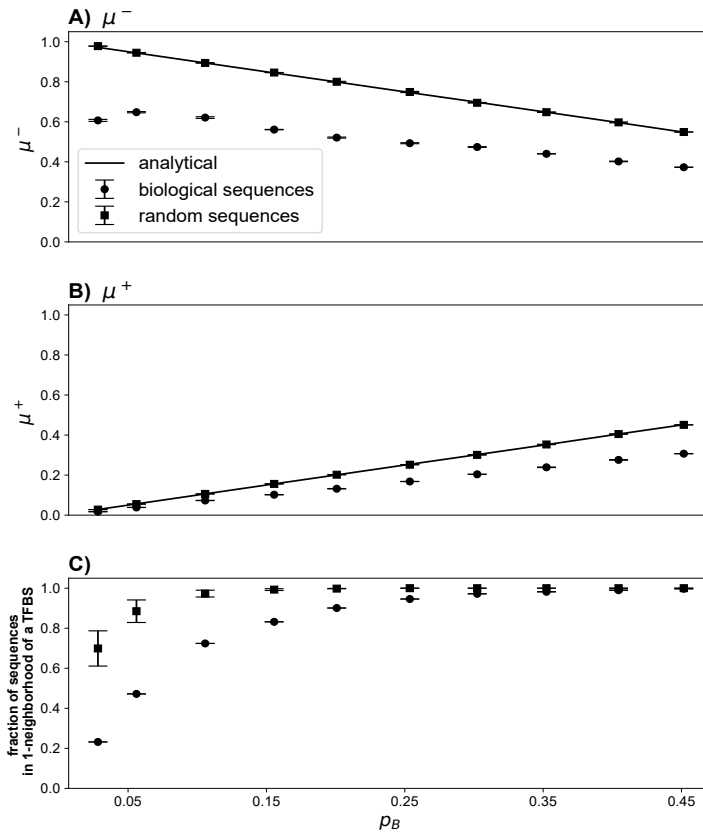 A) μ⁻
1.0
0.8
0.6
0.4
0.2
0.0
μ⁻
analytical
biological sequences
random sequences
B) μ⁺
1.0
0.8
0.6
0.4
0.2
0.0
μ⁺
C)
1.0
0.8
0.6
0.4
0.2
0.0
fraction of sequences
in 1-neighborhood of a TFBS
0.05 0.15 0.25 0.35 0.45
p_B